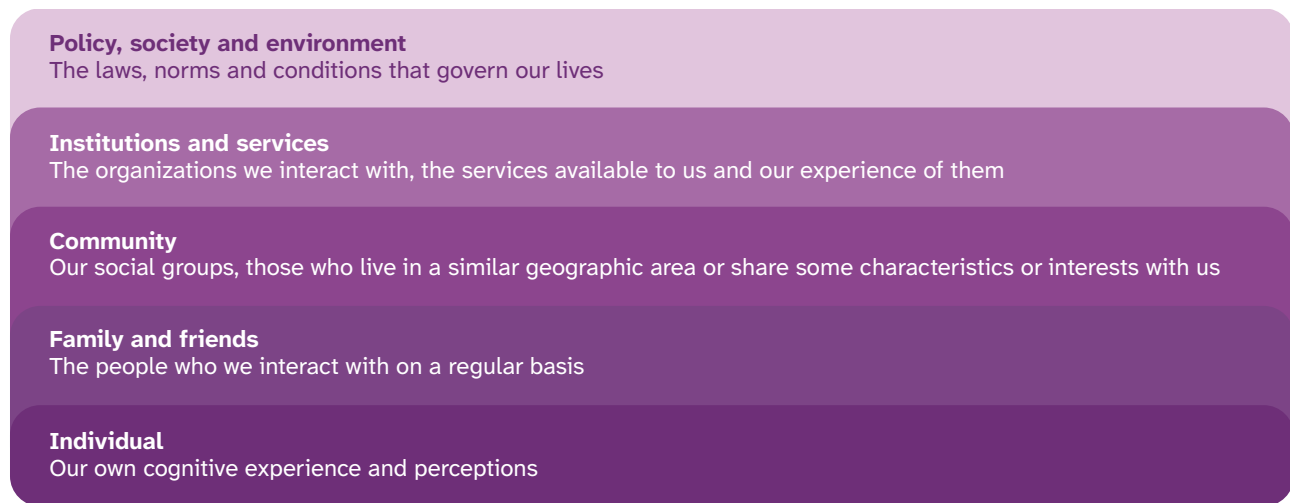 Policy, society and environment
The laws, norms and conditions that govern our lives
Institutions and services
The organizations we interact with, the services available to us and our experience of them
Community
Our social groups, those who live in a similar geographic area or share some characteristics or interests with us
Family and friends
The people who we interact with on a regular basis
Individual
Our own cognitive experience and perceptions